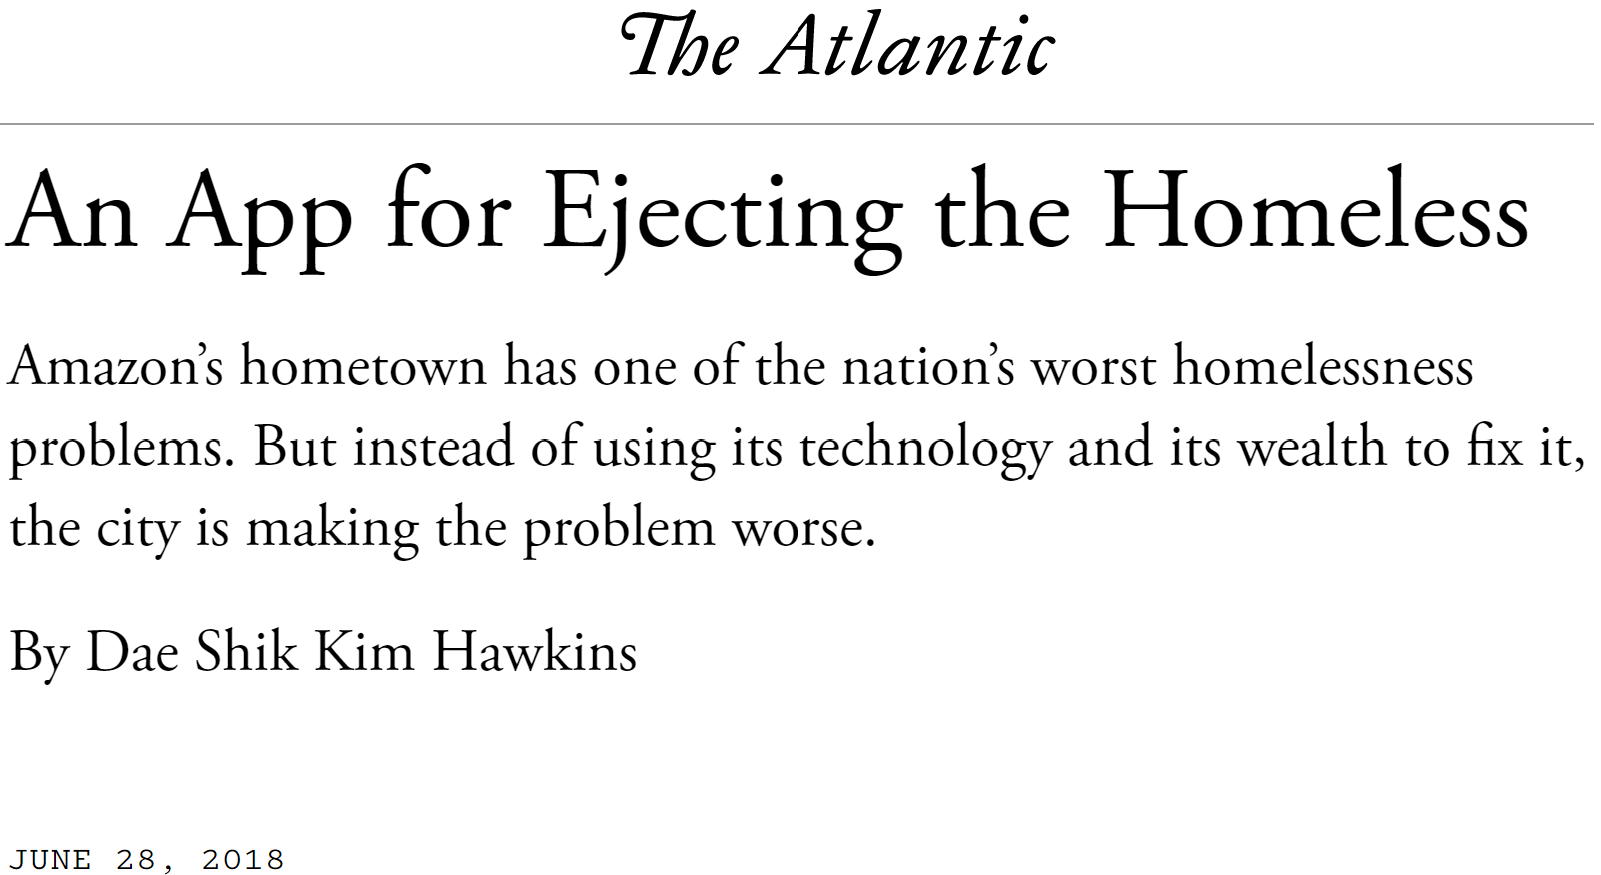 The Atlantic
An App for Ejecting the Homeless
Amazon’s hometown has one of the nation’s worst homelessness
problems. But instead of using its technology and its wealth to fix it,
the city is making the problem worse.
By Dae Shik Kim Hawkins
JUNE 28, 2018